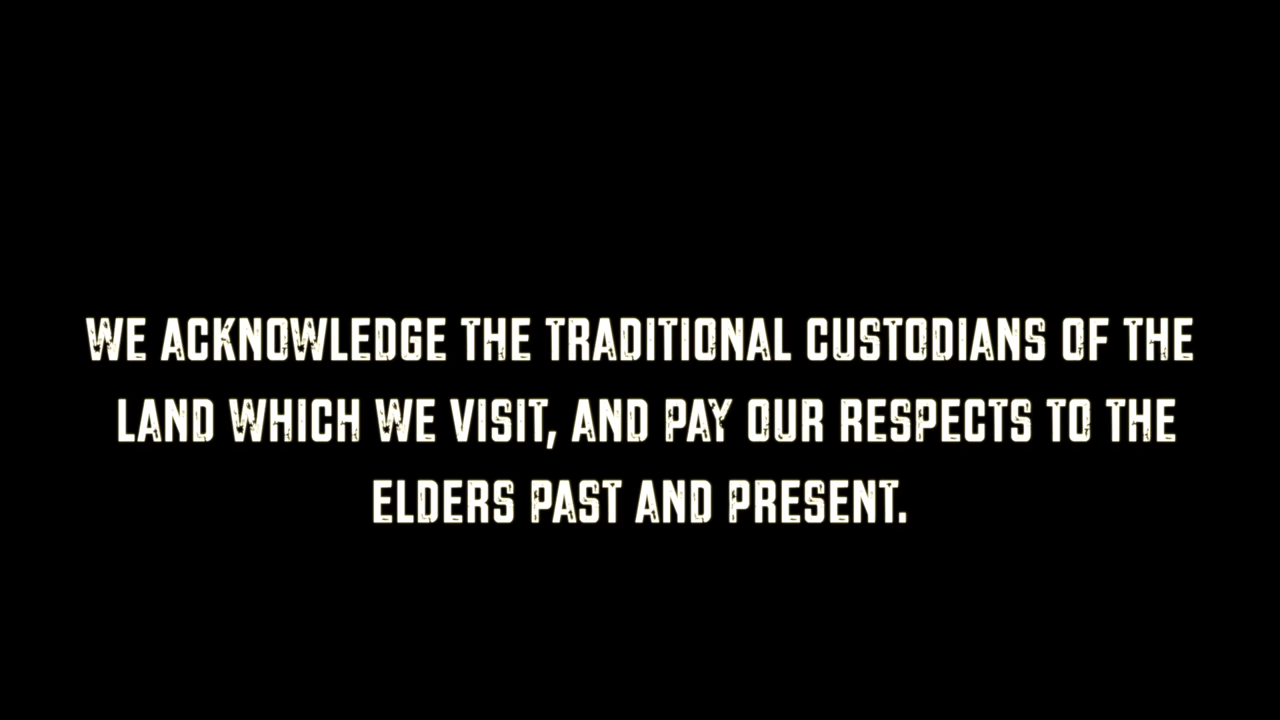 WE ACKNOWLEDGE THE TRADITIONAL CUSTODIANS OF THE
LAND WHICH WE VISIT, AND PAY OUR RESPECTS TO THE
ELDERS PAST AND PRESENT.